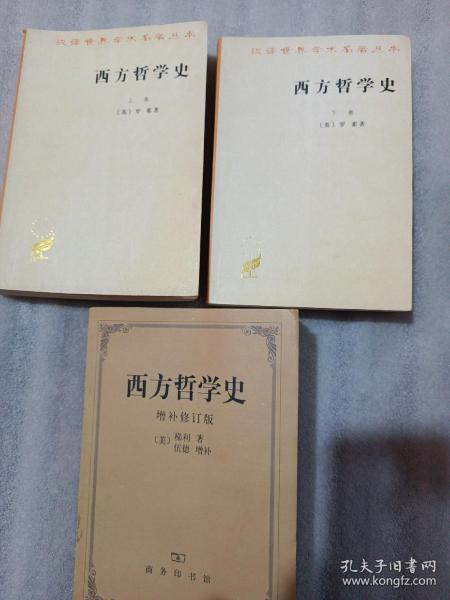 汉译世界学术名著丛书
西方哲学史
上卷
〔英〕罗素著
汉译世界学术名著丛书
西方哲学史
下卷
〔英〕罗素著
西方哲学史
增补修订版
〔美〕梯利 著
伍德 增补
商务印书馆
孔夫子旧书网
www.kongfz.com